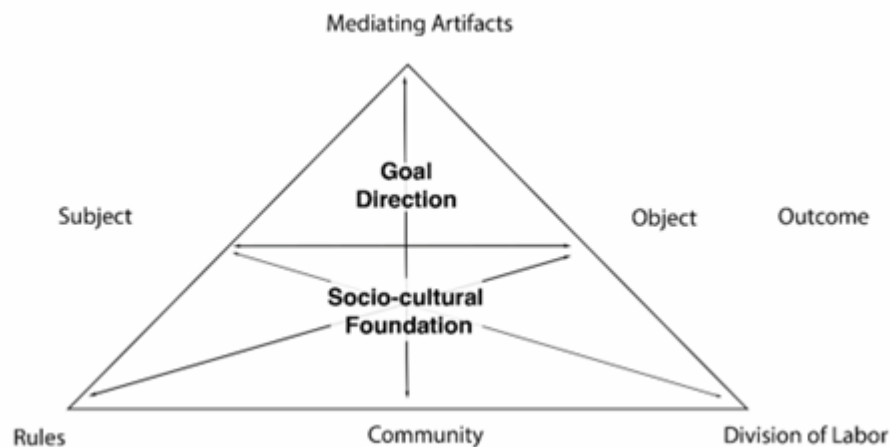 Mediating Artifacts
Goal
Direction
Subject
Object
Outcome
Socio-cultural
Foundation
Rules
Community
Division of Labor